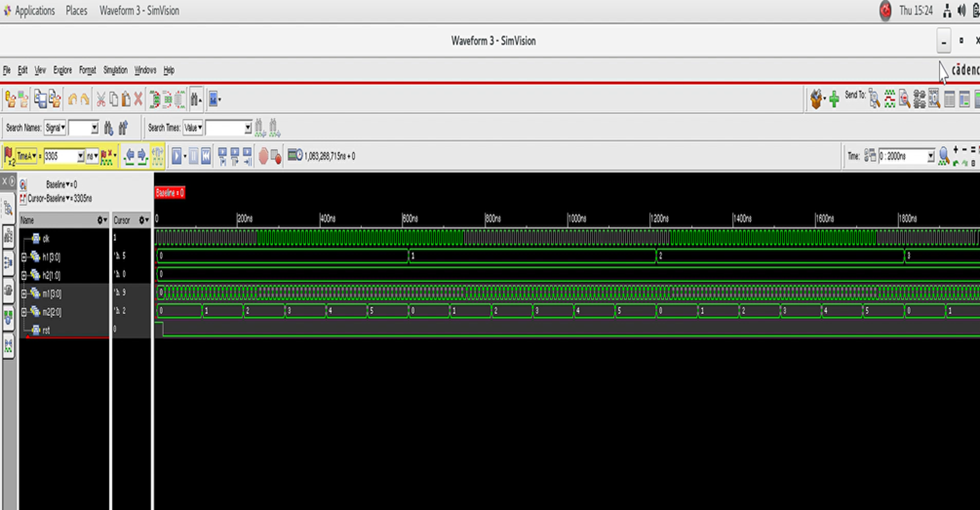 Applications Places Waveform 3 - SimVision Thu 15:24
Waveform 3 - SimVision
File Edit View Explore Format Simulation Windows Help cādenc
Send To:
Search Names: Signal Search Times: Value
TimeA = 3305 ns 1,063,268,715ns + 0 Time: 0 : 2000ns
Baseline = 0
Cursor-Baseline = 3305ns
Baseline = 0
Name Cursor 0 200ns 400ns 600ns 800ns 1000ns 1200ns 1400ns 1600ns 1800ns
clk 1
h1[3:0] 'h 5 0 1 2 3
h2[1:0] 'h 0 0
m1[3:0] 'h 9 0
m2[2:0] 'h 2 0 1 2 3 4 5 0 1 2 3 4 5 0 1 2 3 4 5 0 1
rst 0